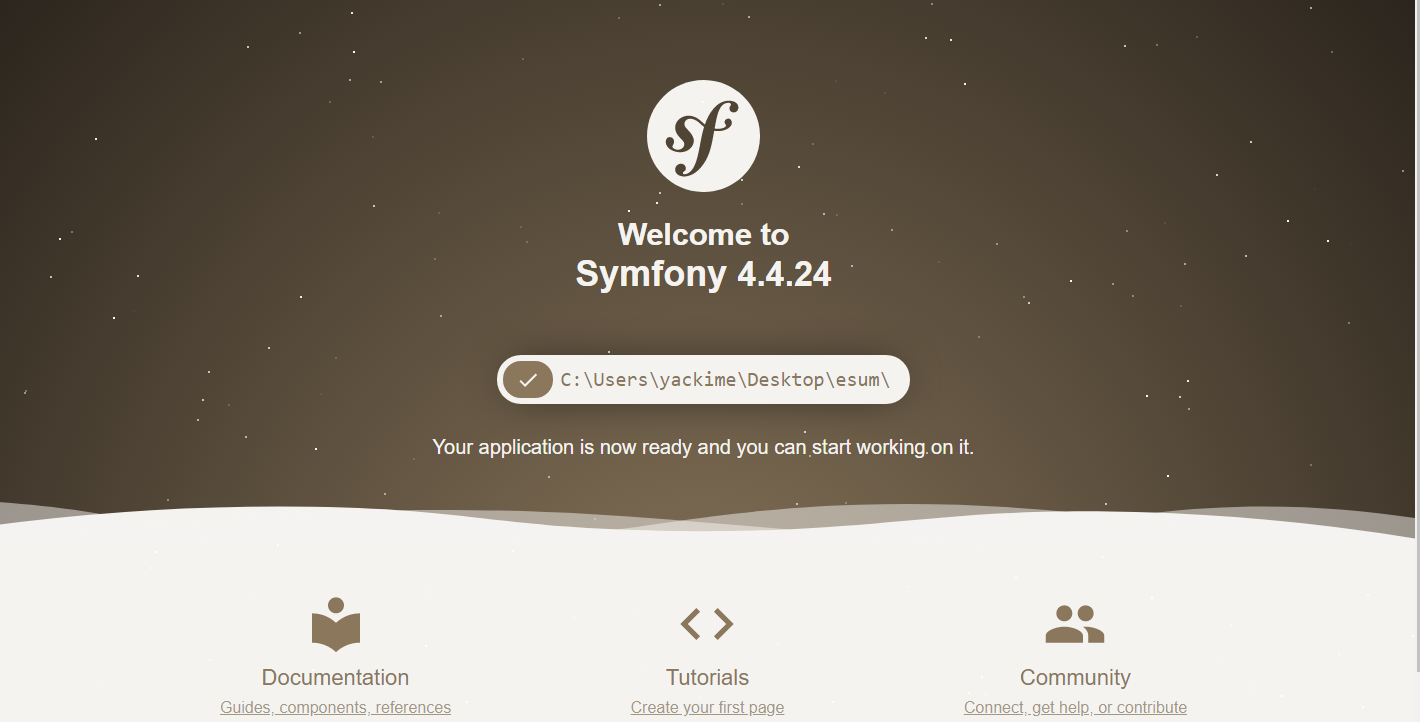 sf
Welcome to
Symfony 4.4.24
C:\Users\yackime\Desktop\esum\
Your application is now ready and you can start working on it.
Documentation
Guides, components, references
Tutorials
Create your first page
Community
Connect, get help, or contribute